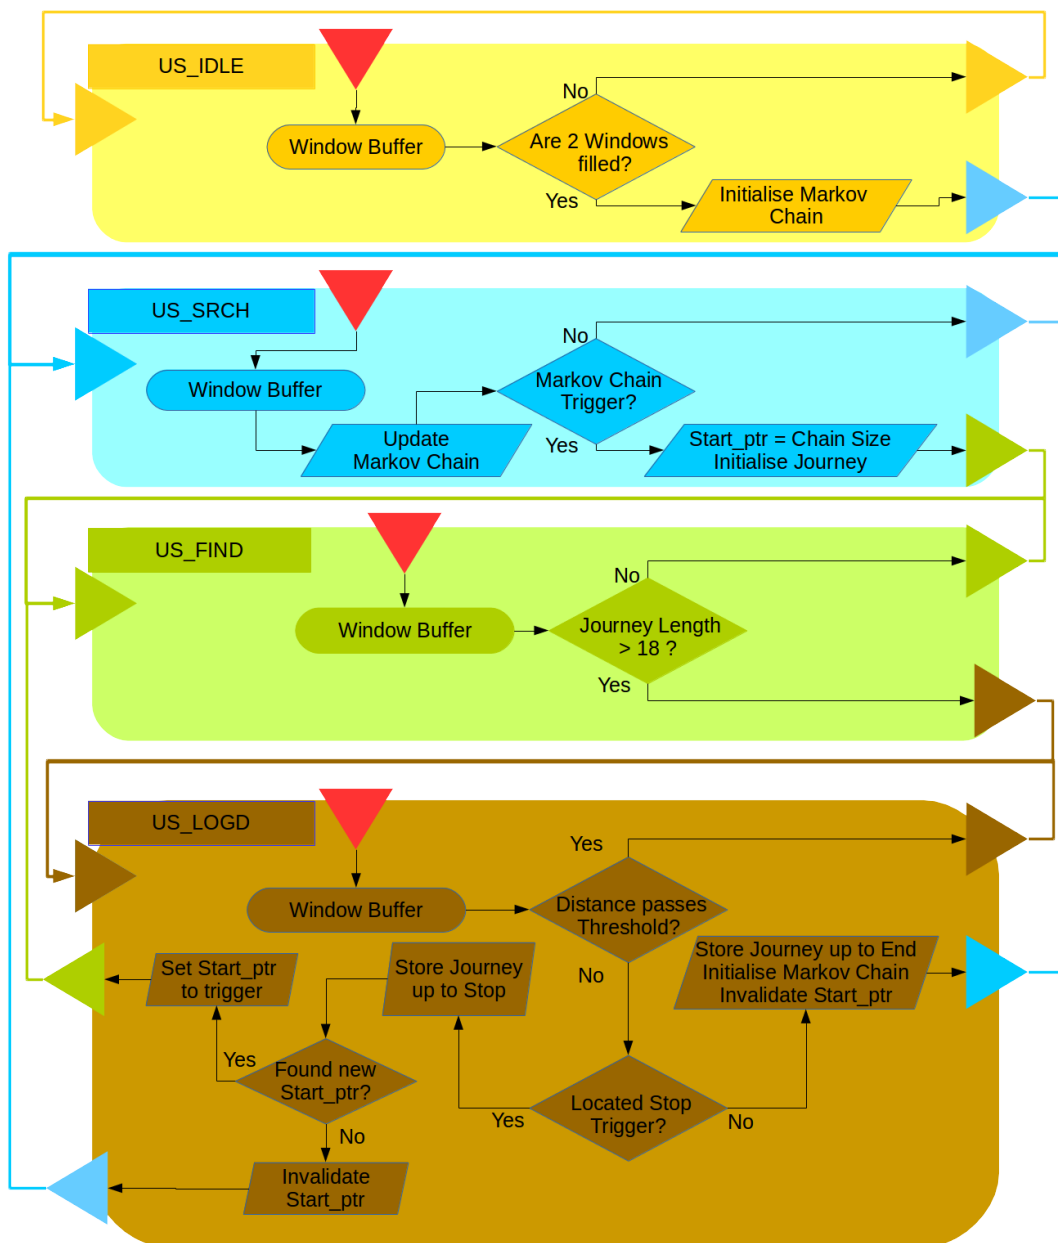 US_IDLE
No
Window Buffer
Are 2 Windows
filled?
Yes
Initialise Markov
Chain
US_SRCH
No
Window Buffer
Markov Chain
Trigger?
Update
Markov Chain
Yes
Start_ptr = Chain Size
Initialise Journey
US_FIND
No
Window Buffer
Journey Length
> 18 ?
Yes
US_LOGD
Yes
Window Buffer
Distance passes
Threshold?
No
Store Journey up to End
Initialise Markov Chain
Invalidate Start_ptr
Store Journey
up to Stop
Set Start_ptr
to trigger
Yes
Found new
Start_ptr?
Located Stop
Trigger?
Yes
No
No
Invalidate
Start_ptr